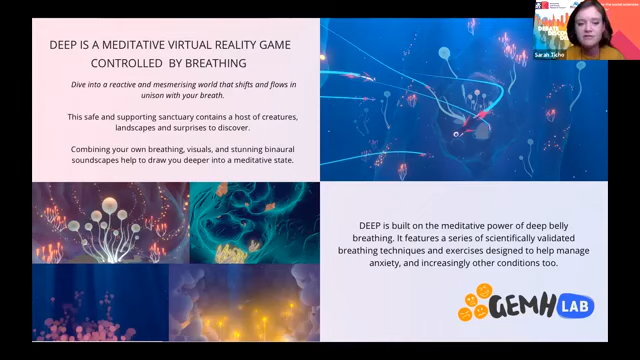 DEEP IS A MEDITATIVE VIRTUAL REALITY GAME
CONTROLLED BY BREATHING
Dive into a reactive and mesmerising world that shifts and flows in
unison with your breath.
This safe and supporting sanctuary contains a host of creatures,
landscapes and surprises to discover.
Combining your own breathing, visuals, and stunning binaural
soundscapes help to draw you deeper into a meditative state.
Sarah Ticho
DEEP is built on the meditative power of deep belly
breathing. It features a series of scientifically validated
breathing techniques and exercises designed to help manage
anxiety, and increasingly other conditions too.
GEMH LAB